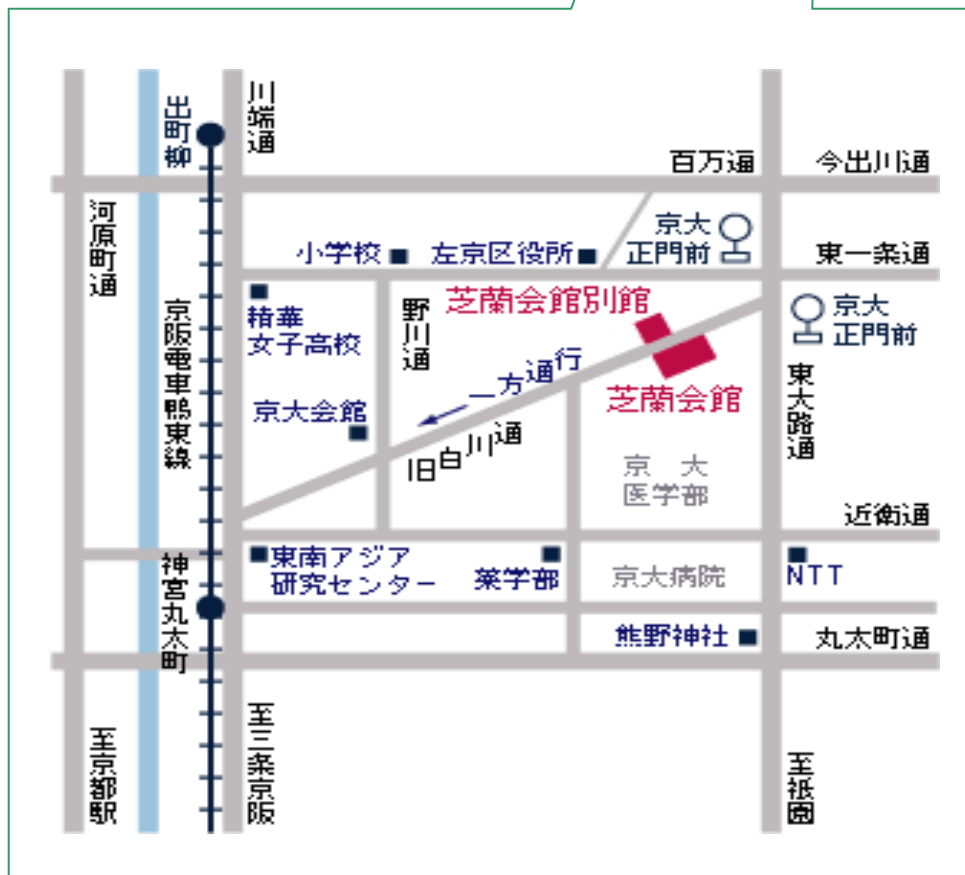 出町柳
川端通
百万遍
今出川通
河原町通
小学校
左京区役所
京大
正門前
東一条通
精華
女子高校
野川通
芝蘭会館別館
京大
正門前
京阪電車鴨東線
一方通行
芝蘭会館
東大路通
京大会館
旧白川通
京 大
医学部
近衛通
神宮丸太町
東南アジア
研究センター
薬学部
京大病院
NTT
熊野神社
丸太町通
至京都駅
至三条京阪
至祇園